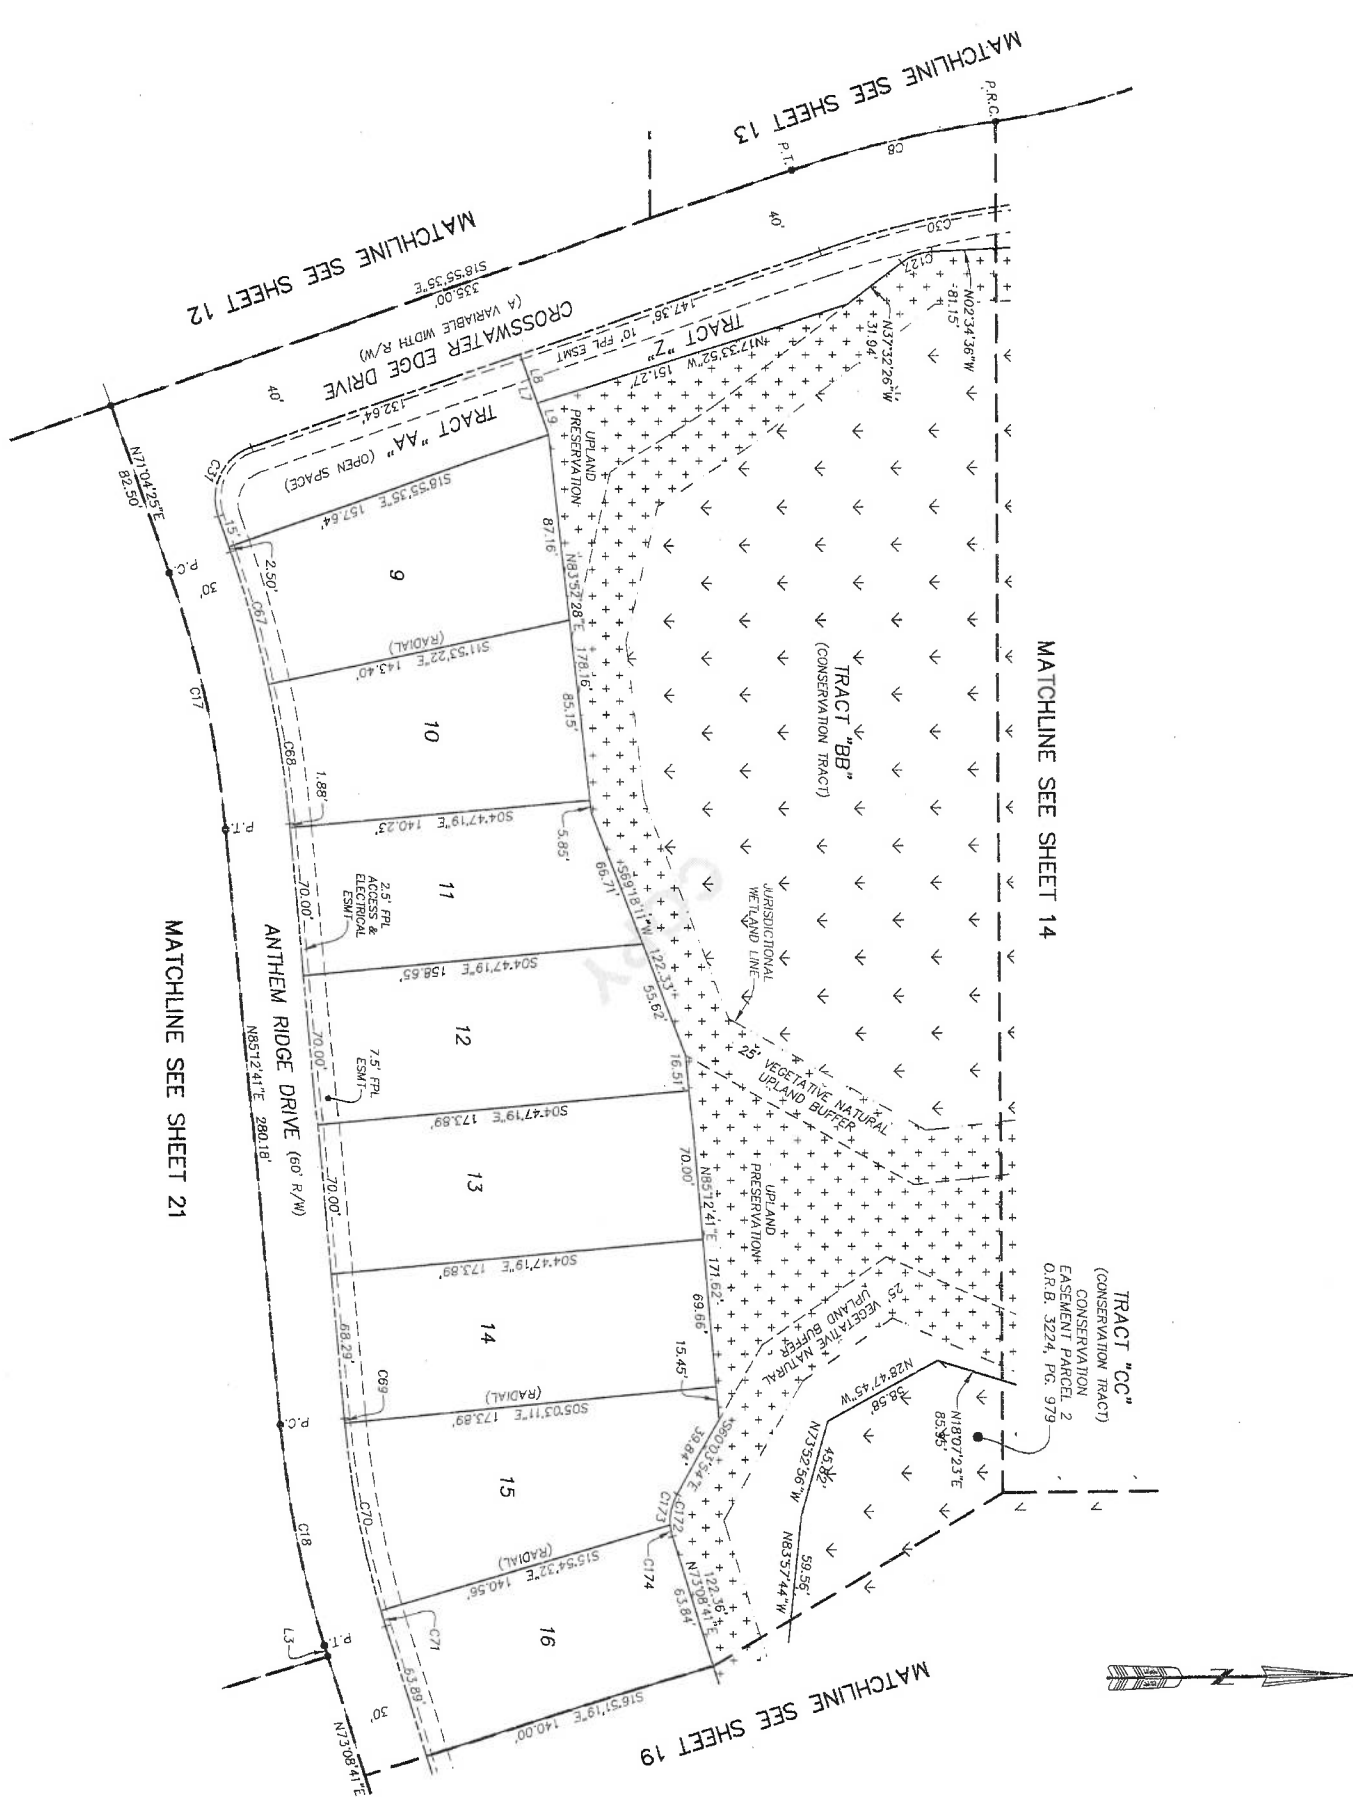 MATCHLINE SEE SHEET 13
P.R.C.
C8
P.T.
40'
MATCHLINE SEE SHEET 12
S18°55'35"E
335.00'
CROSSWATER EDGE DRIVE
(A VARIABLE WIDTH R/W)
40'
C30
C127
N02°34'36"W
81.15'
N37°32'26"W
31.94'
147.36'
10' FPL ESMT
TRACT "Z"
N17°33'52"W
151.27'
L8
L7
L9
132.64'
TRACT "AA" (OPEN SPACE)
C31
N71°04'25"E
82.50'
P.C.
30'
15'
2.50'
S18°55'35"E 157.64'
UPLAND
PRESERVATION
87.16'
N83°52'28"E 178.16'
85.15'
9
C67
S11°53'22"E 143.40'
(RADIAL)
C17
10
C68
1.88'
S04°47'19"E 140.23'
5.85'
P.T.
TRACT "BB"
(CONSERVATION TRACT)
MATCHLINE SEE SHEET 14
66.71'
S69°18'11"W 122.33'
55.62'
COPY
JURISDICTIONAL
WETLAND LINE
11
2.5' FPL
ACCESS &
ELECTRICAL
ESMT
70.00'
S04°47'19"E 158.65'
MATCHLINE SEE SHEET 21
ANTHEM RIDGE DRIVE (60' R/W)
N85°12'41"E 280.18'
12
7.5' FPL
ESMT
70.00'
16.51'
25' VEGETATIVE NATURAL
UPLAND BUFFER
S04°47'19"E 173.89'
13
70.00'
70.00'
N85°12'41"E 171.62'
UPLAND
PRESERVATION
S04°47'19"E 173.89'
14
68.29'
69.66'
15.45'
25' VEGETATIVE NATURAL
UPLAND BUFFER
TRACT "CC"
(CONSERVATION TRACT)
CONSERVATION
EASEMENT PARCEL 2
O.R.B. 3224, PG. 979
N18°07'23"E
N28°47'45"W
58.58'
N73°52'56"W
N83°57'44"W
59.56'
C69
(RADIAL)
S05°03'11"E 173.89'
P.C.
15
C70
C18
S60°03'54"E
39.84'
C172
C173
C174
S15°54'32"E 140.56'
(RADIAL)
16
C71
N73°08'41"E
122.36'
63.84'
63.89'
P.T.
L3
30'
S16°51'19"E 140.00'
N73°08'41"E
MATCHLINE SEE SHEET 19
N